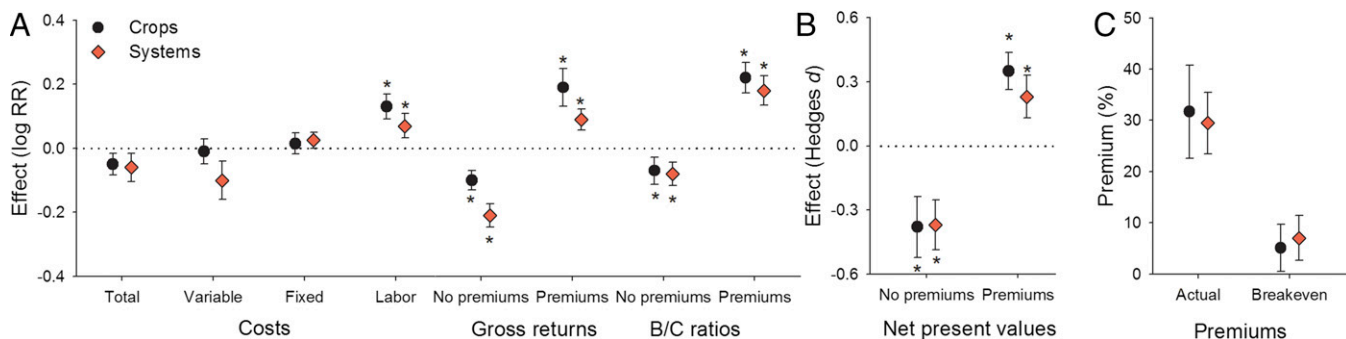 A
Crops
Systems
Effect (log RR)
0.4
0.2
0.0
-0.2
-0.4
* * * * * * * * * *
Total Variable Fixed Labor No premiums Premiums No premiums Premiums
Costs Gross returns B/C ratios
B
Effect (Hedges d)
0.6
0.3
0.0
-0.3
-0.6
* * * *
No premiums Premiums
Net present values
C
Premium (%)
50
40
30
20
10
0
Actual Breakeven
Premiums